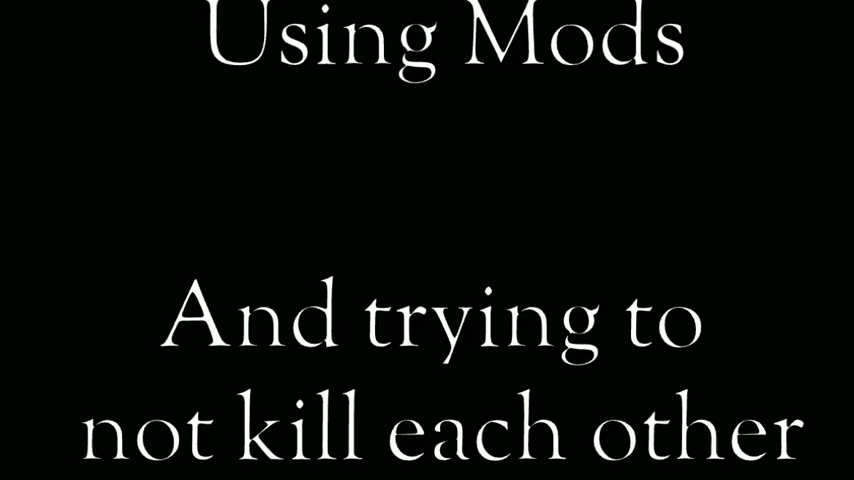 Using Mods
And trying to
not kill each other